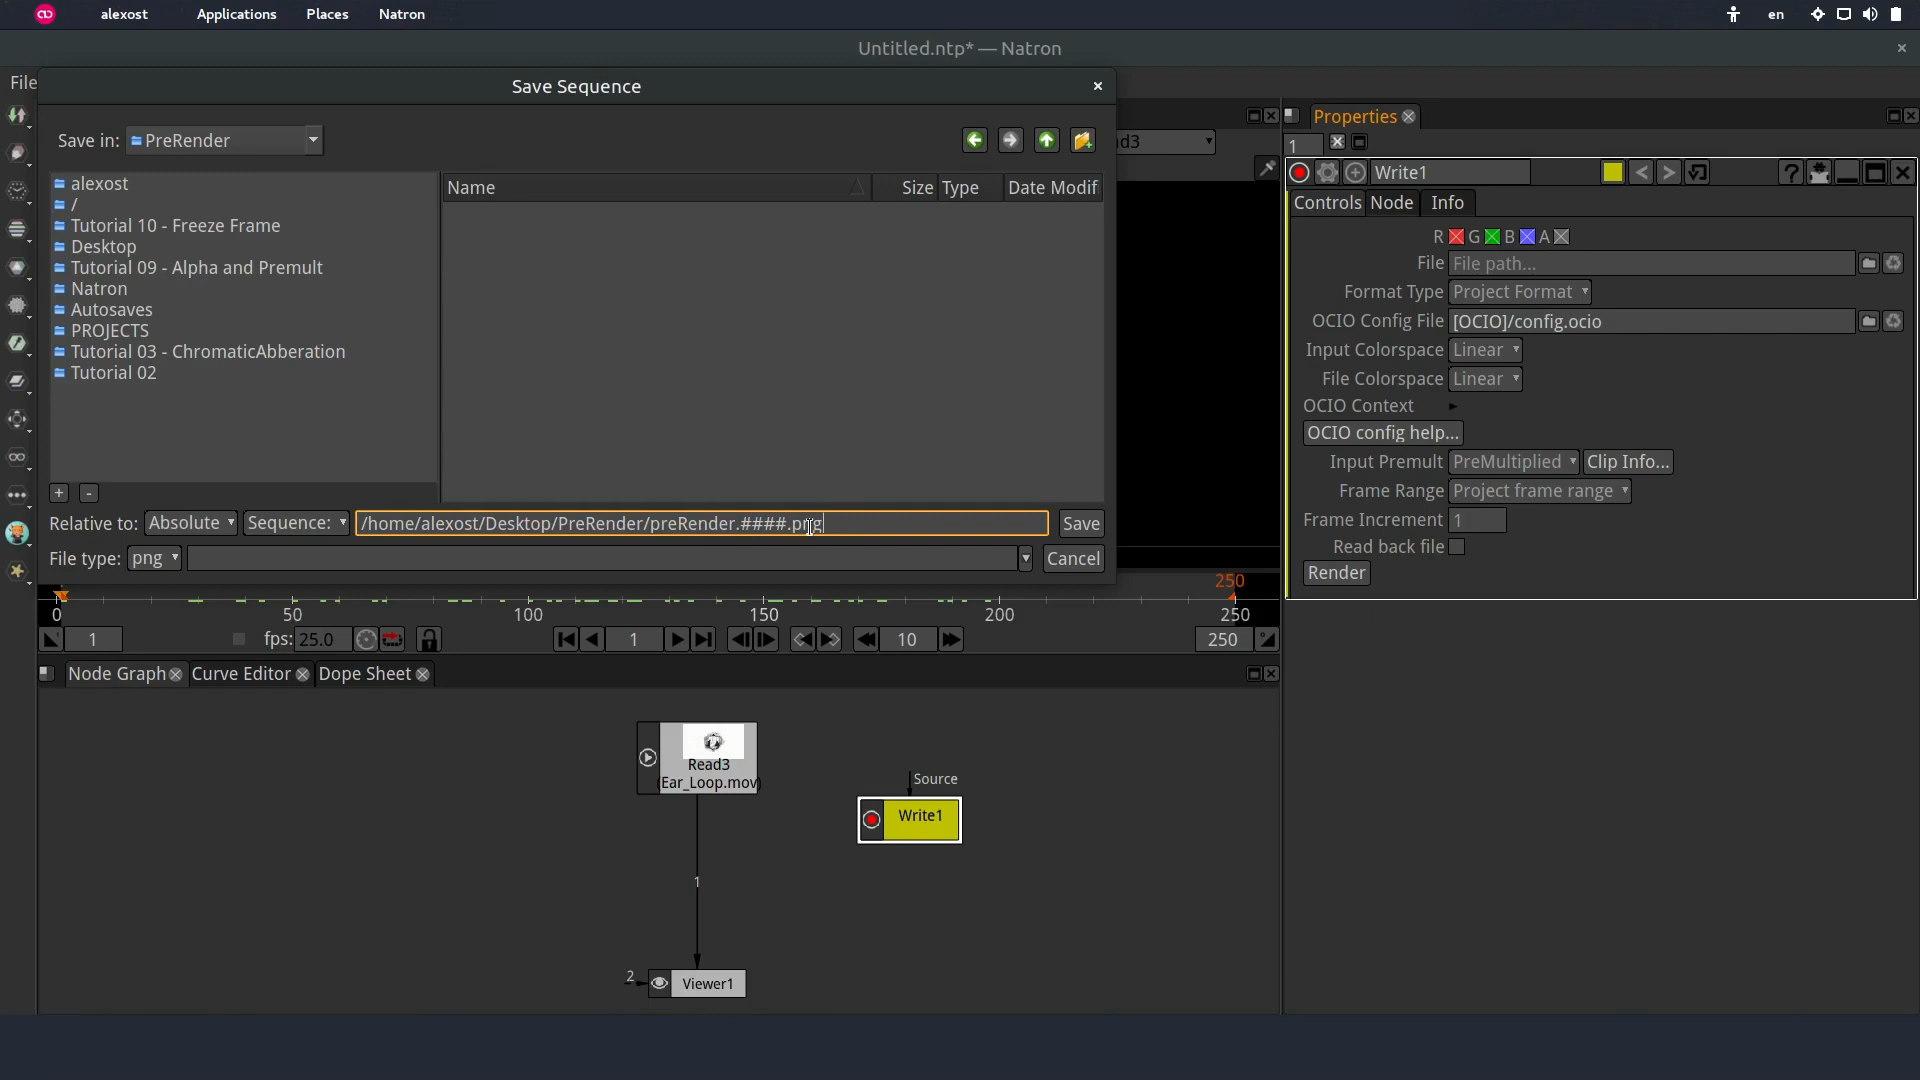 alexost Applications Places Natron en
Untitled.ntp* — Natron
File
Save Sequence
Save in: PreRender
alexost
/
Tutorial 10 - Freeze Frame
Desktop
Tutorial 09 - Alpha and Premult
Natron
Autosaves
PROJECTS
Tutorial 03 - ChromaticAbberation
Tutorial 02
Name Size Type Date Modif
+ -
Relative to: Absolute Sequence: /home/alexost/Desktop/PreRender/preRender.####.png Save
File type: png Cancel
ad3
Properties
1
Write1 < > ?
Controls Node Info
R G B A
File File path...
Format Type Project Format
OCIO Config File [OCIO]/config.ocio
Input Colorspace Linear
File Colorspace Linear
OCIO Context
OCIO config help...
Input Premult PreMultiplied Clip Info...
Frame Range Project frame range
Frame Increment 1
Read back file
Render
250
0 50 100 150 200 250
1 fps: 25.0 1 10 250
Node Graph Curve Editor Dope Sheet
Read3
(Ear_Loop.mov)
Source
Write1
1
2
Viewer1